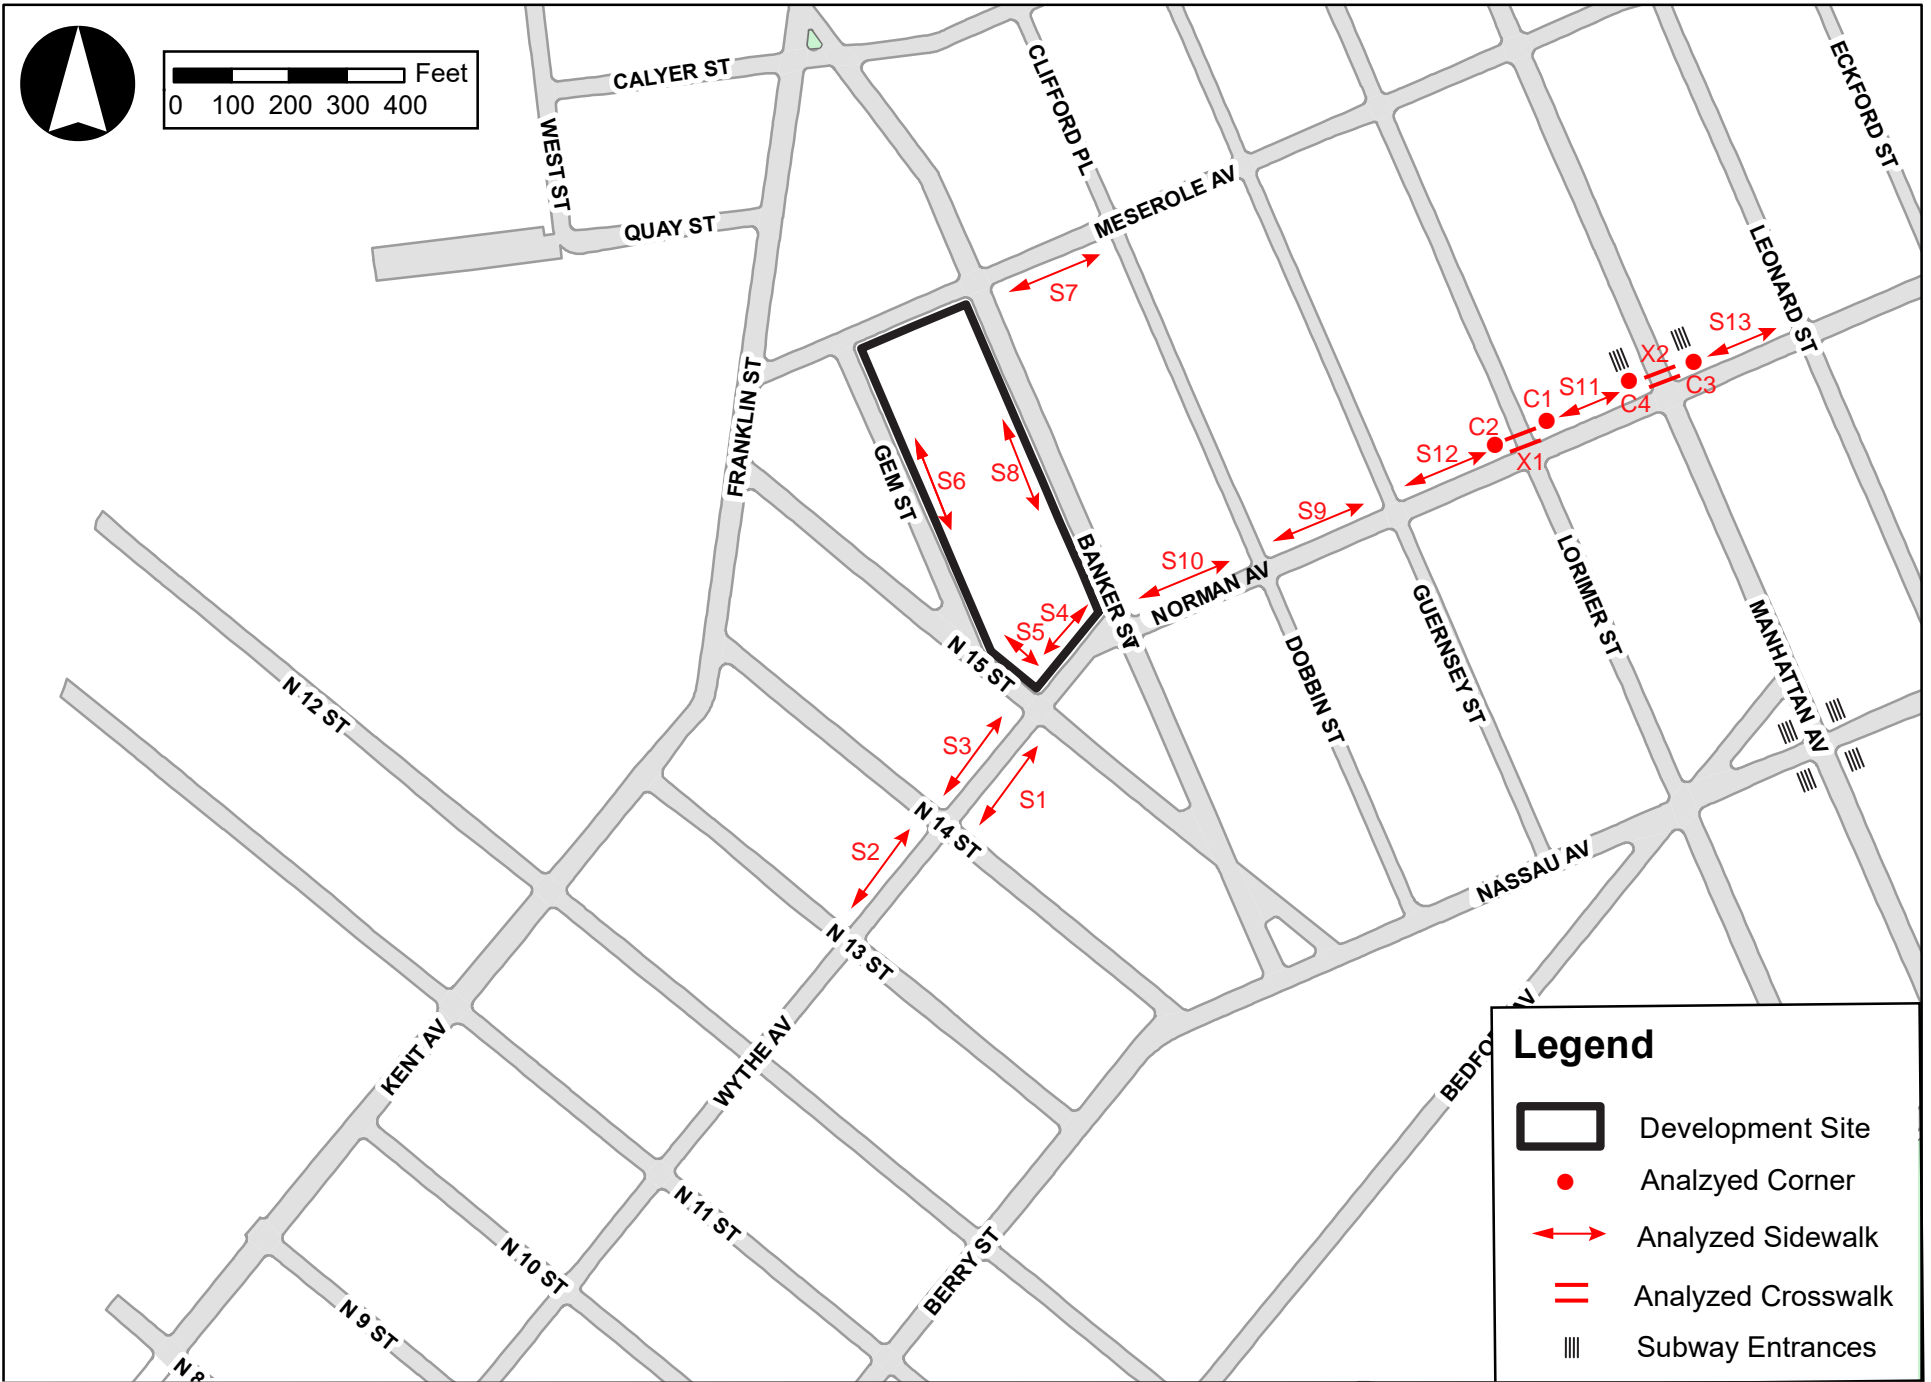 Feet
0 100 200 300 400
CALYER ST
WEST ST
QUAY ST
CLIFFORD PL
MESEROLE AV
ECKFORD ST
LEONARD ST
S7
S13
X2
C3
S11
C4
C1
C2
X1
S12
S9
S10
FRANKLIN ST
GEM ST
S6
S8
BANKER ST
S4
S5
NORMAN AV
N 15 ST
DOBBIN ST
GUERNSEY ST
LORIMER ST
MANHATTAN AV
N 12 ST
S3
S1
N 14 ST
S2
N 13 ST
NASSAU AV
KENT AV
WYTHE AV
N 11 ST
N 10 ST
BERRY ST
N 9 ST
N 8
BEDFO
V
Legend
Development Site
Analzyed Corner
Analyzed Sidewalk
Analyzed Crosswalk
Subway Entrances